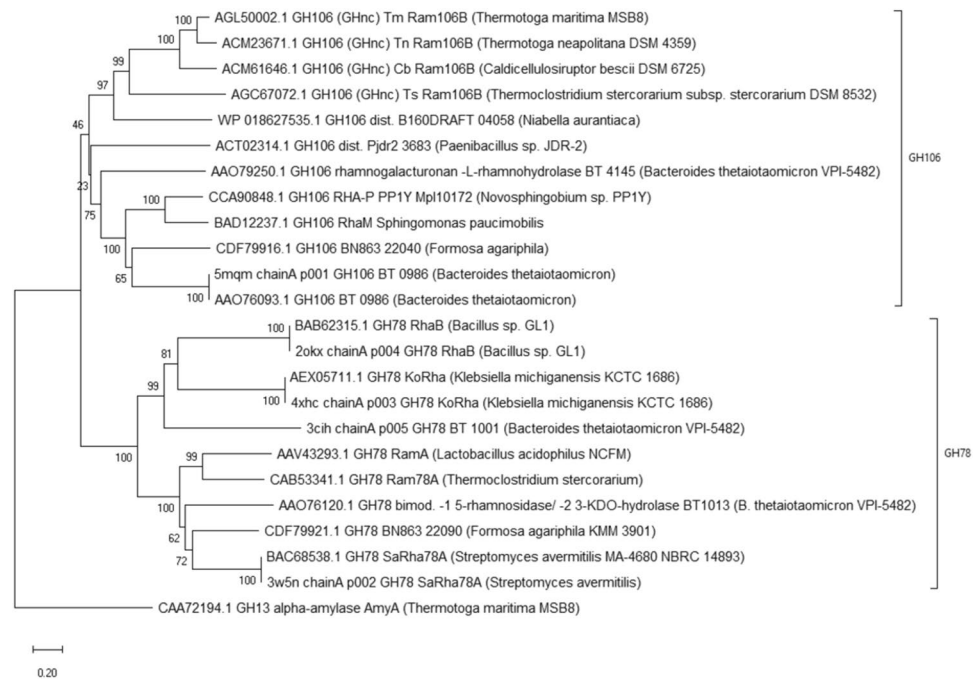 100 AGL50002.1 GH106 (GHnc) Tm Ram106B (Thermotoga maritima MSB8)
100 ACM23671.1 GH106 (GHnc) Tn Ram106B (Thermotoga neapolitana DSM 4359)
99 ACM61646.1 GH106 (GHnc) Cb Ram106B (Caldicellulosiruptor bescii DSM 6725)
97 AGC67072.1 GH106 (GHnc) Ts Ram106B (Thermoclostridium stercorarium subsp. stercorarium DSM 8532)
46 WP 018627535.1 GH106 dist. B160DRAFT 04058 (Niabella aurantiaca)
ACT02314.1 GH106 dist. Pjdr2 3683 (Paenibacillus sp. JDR-2)
GH106
23 AAO79250.1 GH106 rhamnogalacturonan -L-rhamnohydrolase BT 4145 (Bacteroides thetaiotaomicron VPI-5482)
100 CCA90848.1 GH106 RHA-P PP1Y Mpl10172 (Novosphingobium sp. PP1Y)
75 BAD12237.1 GH106 RhaM Sphingomonas paucimobilis
100 CDF79916.1 GH106 BN863 22040 (Formosa agariphila)
65 5mqm chainA p001 GH106 BT 0986 (Bacteroides thetaiotaomicron)
100 AAO76093.1 GH106 BT 0986 (Bacteroides thetaiotaomicron)
100 BAB62315.1 GH78 RhaB (Bacillus sp. GL1)
81 2okx chainA p004 GH78 RhaB (Bacillus sp. GL1)
99 AEX05711.1 GH78 KoRha (Klebsiella michiganensis KCTC 1686)
100 4xhc chainA p003 GH78 KoRha (Klebsiella michiganensis KCTC 1686)
3cih chainA p005 GH78 BT 1001 (Bacteroides thetaiotaomicron VPI-5482)
100 99 AAV43293.1 GH78 RamA (Lactobacillus acidophilus NCFM)
GH78
CAB53341.1 GH78 Ram78A (Thermoclostridium stercorarium)
100 AAO76120.1 GH78 bimod. -1 5-rhamnosidase/ -2 3-KDO-hydrolase BT1013 (B. thetaiotaomicron VPI-5482)
62 CDF79921.1 GH78 BN863 22090 (Formosa agariphila KMM 3901)
72 BAC68538.1 GH78 SaRha78A (Streptomyces avermitilis MA-4680 NBRC 14893)
100 3w5n chainA p002 GH78 SaRha78A (Streptomyces avermitilis)
CAA72194.1 GH13 alpha-amylase AmyA (Thermotoga maritima MSB8)
0.20